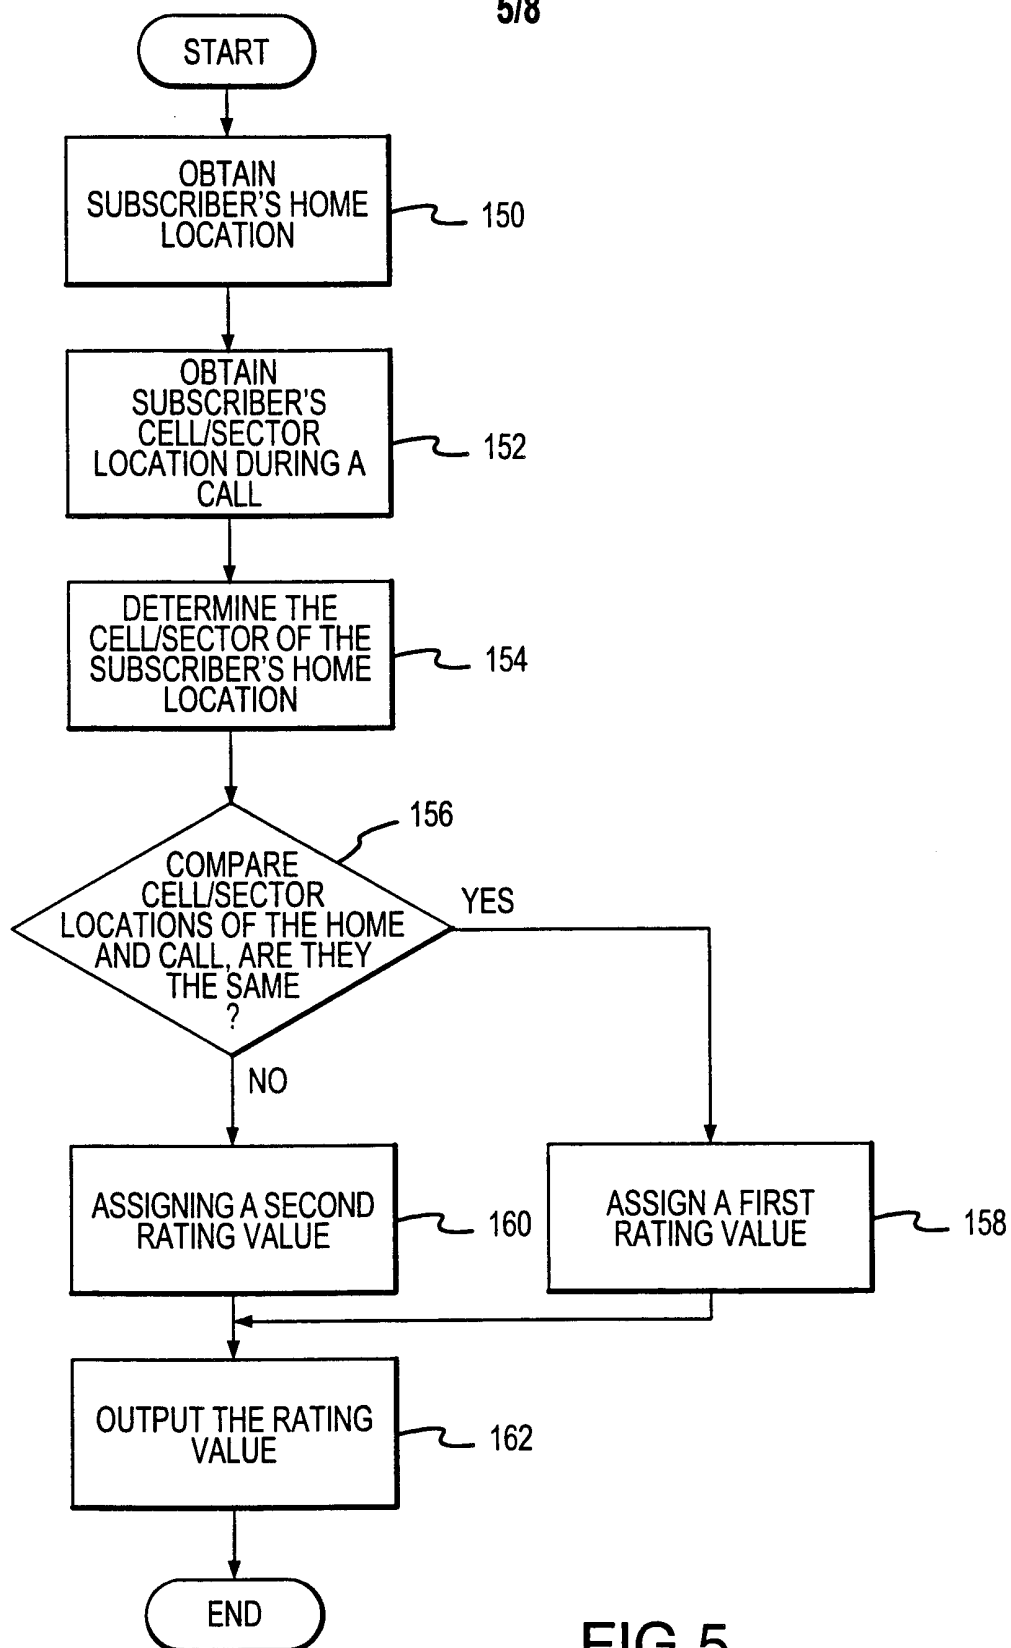 5/8
START
OBTAIN
SUBSCRIBER'S HOME
LOCATION
150
OBTAIN
SUBSCRIBER'S
CELL/SECTOR
LOCATION DURING A
CALL
152
DETERMINE THE
CELL/SECTOR OF THE
SUBSCRIBER'S HOME
LOCATION
154
156
COMPARE
CELL/SECTOR
LOCATIONS OF THE HOME
AND CALL, ARE THEY
THE SAME
?
YES
NO
ASSIGNING A SECOND
RATING VALUE
160
ASSIGN A FIRST
RATING VALUE
158
OUTPUT THE RATING
VALUE
162
END
FIG. 5